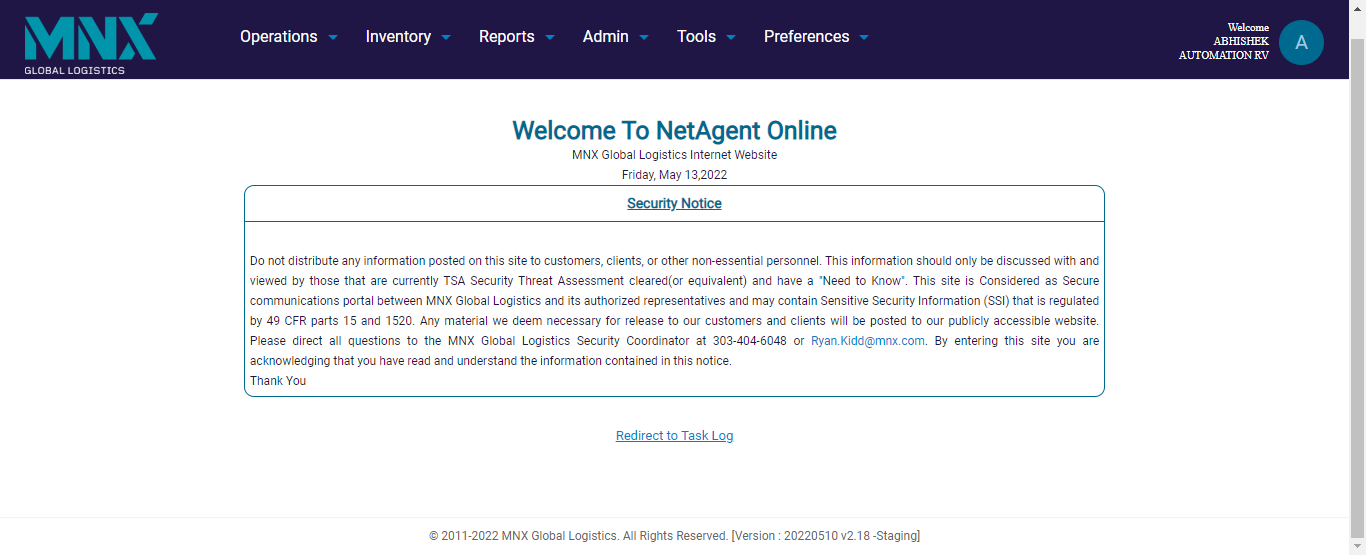 MNX
GLOBAL LOGISTICS
Operations Inventory Reports Admin Tools Preferences
Welcome
ABHISHEK
AUTOMATION RV
A
Welcome To NetAgent Online
MNX Global Logistics Internet Website
Friday, May 13,2022
Security Notice
Do not distribute any information posted on this site to customers, clients, or other non-essential personnel. This information should only be discussed with and
viewed by those that are currently TSA Security Threat Assessment cleared(or equivalent) and have a "Need to Know". This site is Considered as Secure
communications portal between MNX Global Logistics and its authorized representatives and may contain Sensitive Security Information (SSI) that is regulated
by 49 CFR parts 15 and 1520. Any material we deem necessary for release to our customers and clients will be posted to our publicly accessible website.
Please direct all questions to the MNX Global Logistics Security Coordinator at 303-404-6048 or Ryan.Kidd@mnx.com. By entering this site you are
acknowledging that you have read and understand the information contained in this notice.
Thank You
Redirect to Task Log
© 2011-2022 MNX Global Logistics. All Rights Reserved. [Version : 20220510 v2.18 -Staging]